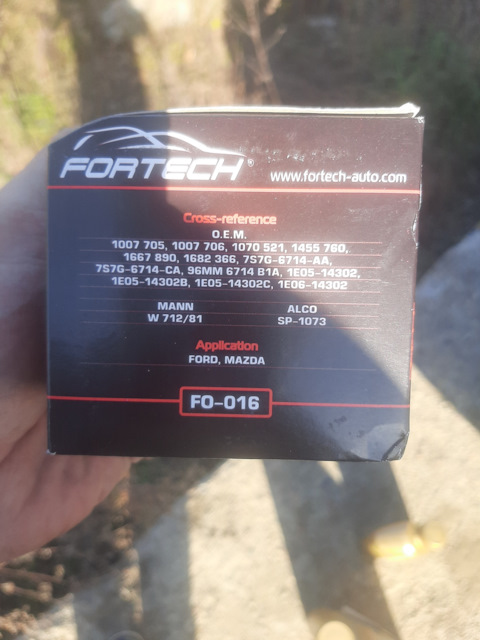 FORTECH®
www.fortech-auto.com
Cross-reference
O.E.M.
1007 705, 1007 706, 1070 521, 1455 760,
1667 890, 1682 366, 7S7G-6714-AA,
7S7G-6714-CA, 96MM 6714 B1A, 1E05-14302,
1E05-14302B, 1E05-14302C, 1E06-14302
MANN ALCO
W 712/81 SP-1073
Application
FORD, MAZDA
FO-016